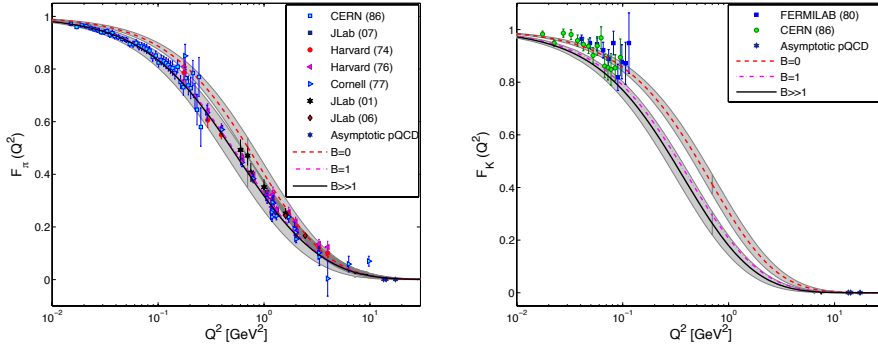 1
0.8
0.6
0.4
0.2
0
F_π (Q²)
10⁻² 10⁻¹ 10⁰ 10¹
Q² [GeV²]
CERN (86)
JLab (07)
Harvard (74)
Harvard (76)
Cornell (77)
JLab (01)
JLab (06)
Asymptotic pQCD
B=0
B=1
B>>1
1
0.8
0.6
0.4
0.2
0
F_K (Q²)
10⁻² 10⁻¹ 10⁰ 10¹
Q² [GeV²]
FERMILAB (80)
CERN (86)
Asymptotic pQCD
B=0
B=1
B>>1